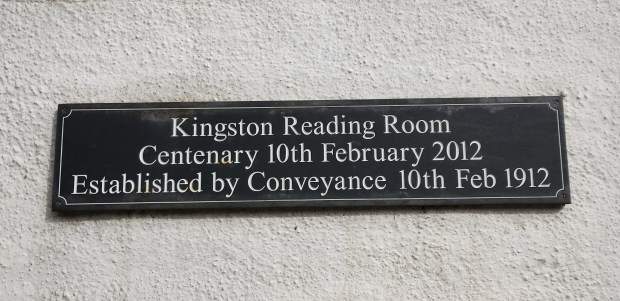 Kingston Reading Room
Centenary 10th February 2012
Established by Conveyance 10th Feb 1912